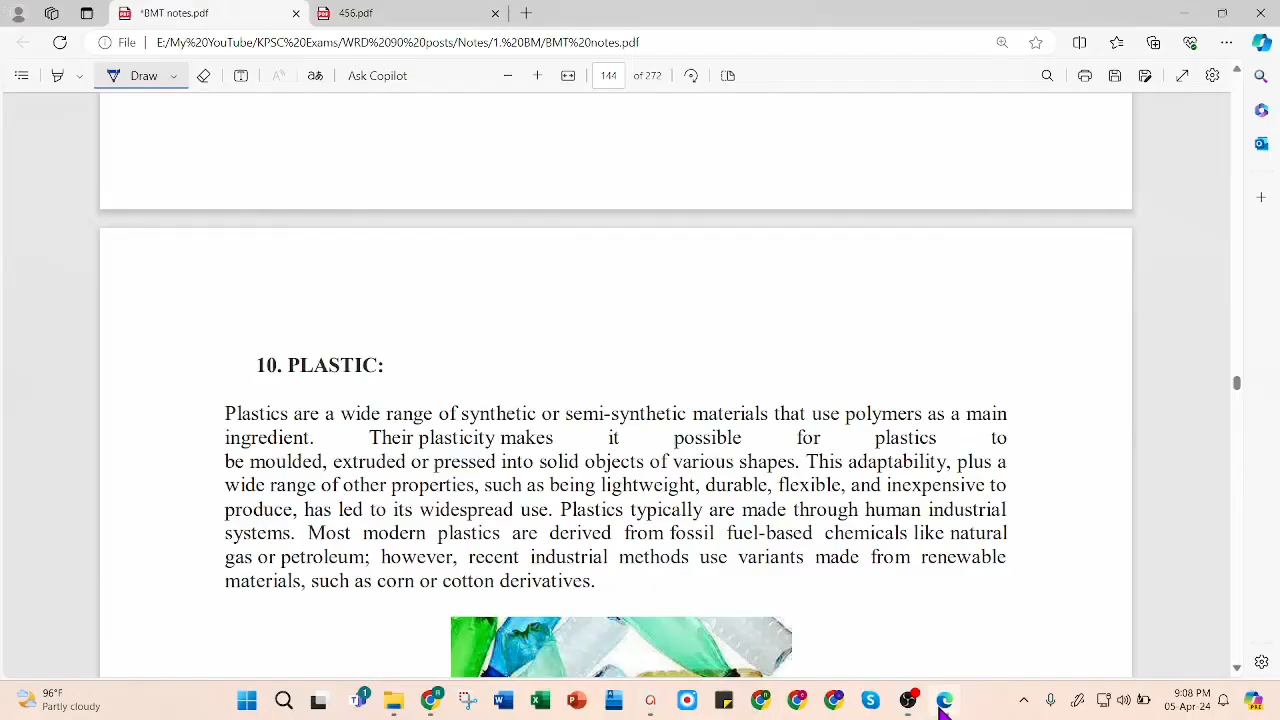 *BMT notes.pdf
456.pdf
File
E:/My%20YouTube/KPSC%20Exams/WRD%2090%20posts/Notes/1.%20BM/BMT%20notes.pdf
Draw
Ask Copilot
144 of 272
10. PLASTIC:
Plastics are a wide range of synthetic or semi-synthetic materials that use polymers as a main
ingredient. Their plasticity makes it possible for plastics to
be moulded, extruded or pressed into solid objects of various shapes. This adaptability, plus a
wide range of other properties, such as being lightweight, durable, flexible, and inexpensive to
produce, has led to its widespread use. Plastics typically are made through human industrial
systems. Most modern plastics are derived from fossil fuel-based chemicals like natural
gas or petroleum; however, recent industrial methods use variants made from renewable
materials, such as corn or cotton derivatives.
96°F
Partly cloudy
9:08 PM
05 Apr 24